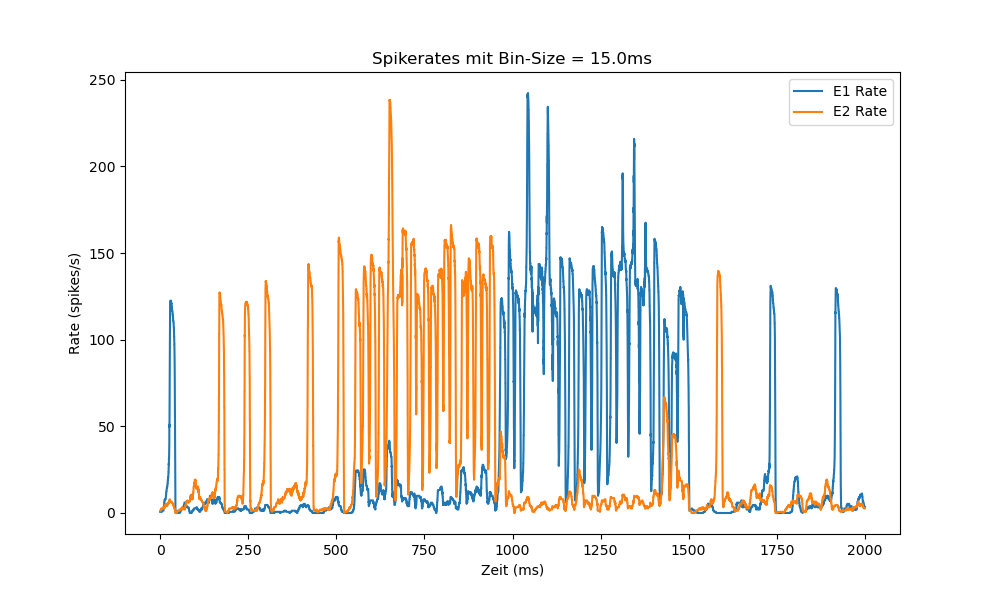 Spikerates mit Bin-Size = 15.0ms
E1 Rate
E2 Rate
250
200
150
100
50
0
Rate (spikes/s)
0 250 500 750 1000 1250 1500 1750 2000
Zeit (ms)